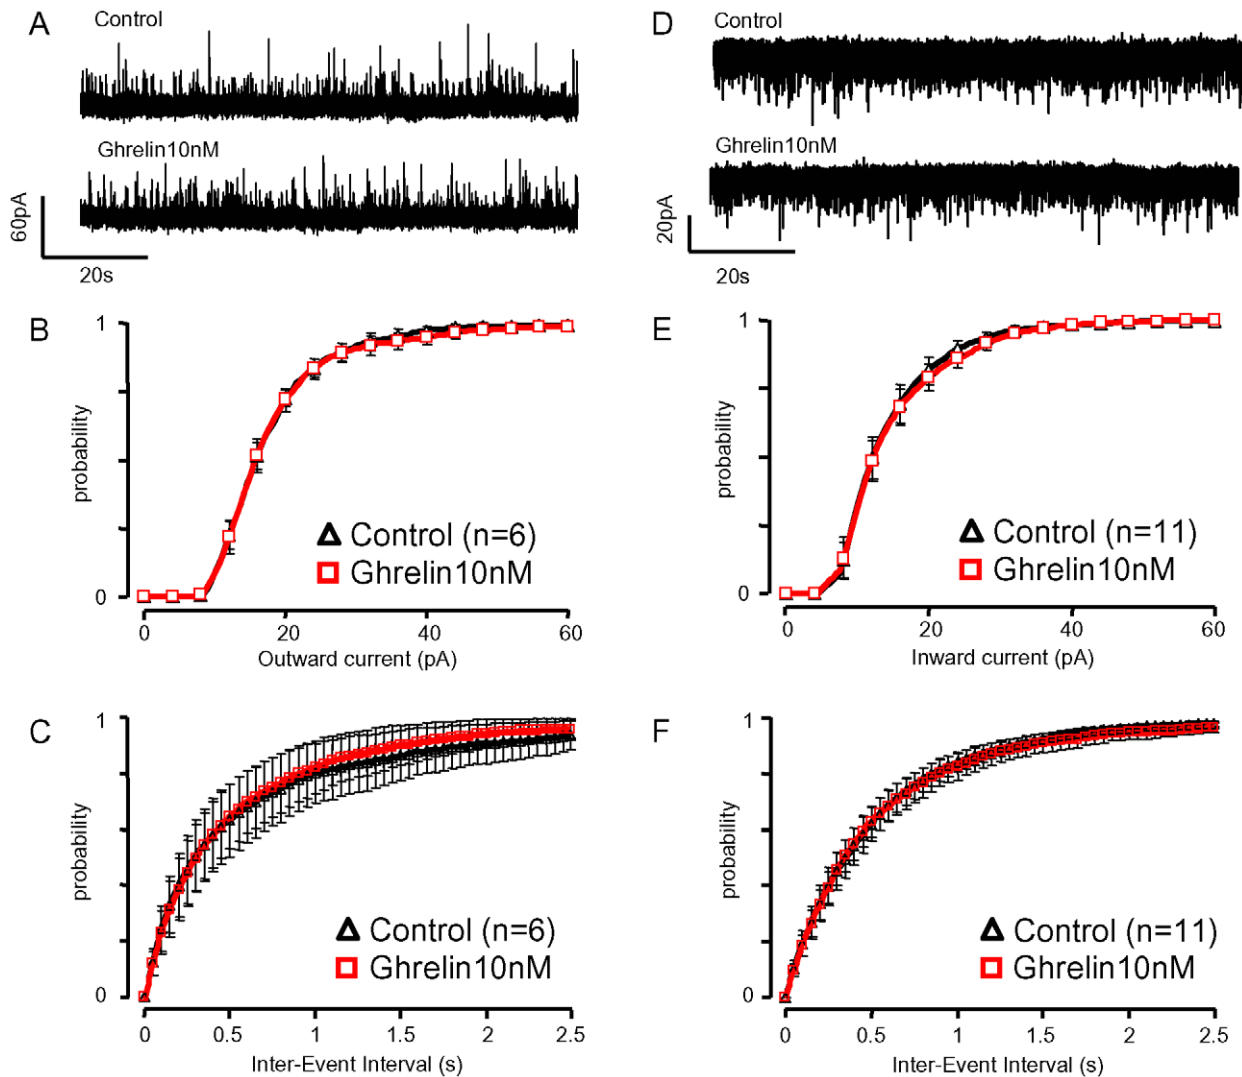 A
Control
Ghrelin10nM
60pA
20s
B
1
probability
0
Control (n=6)
Ghrelin10nM
0 20 40 60
Outward current (pA)
C
1
probability
0
Control (n=6)
Ghrelin10nM
0 0.5 1 1.5 2 2.5
Inter-Event Interval (s)
D
Control
Ghrelin10nM
20pA
20s
E
1
probability
0
Control (n=11)
Ghrelin10nM
0 20 40 60
Inward current (pA)
F
1
probability
0
Control (n=11)
Ghrelin10nM
0 0.5 1 1.5 2 2.5
Inter-Event Interval (s)